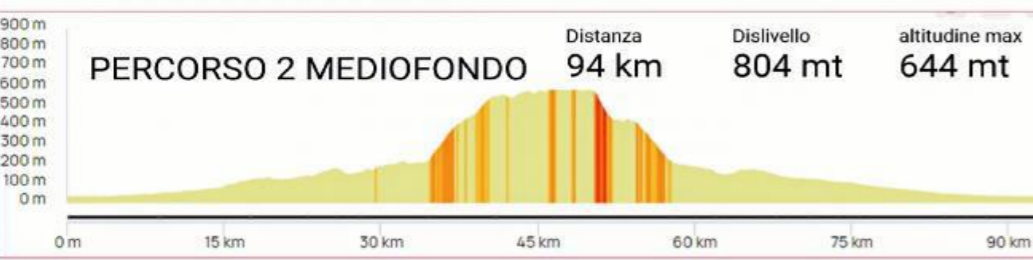 900 m
800 m
700 m
600 m
500 m
400 m
300 m
200 m
100 m
0 m
PERCORSO 2 MEDIOFONDO
Distanza
94 km
Dislivello
804 mt
altitudine max
644 mt
0 m 15 km 30 km 45 km 60 km 75 km 90 km